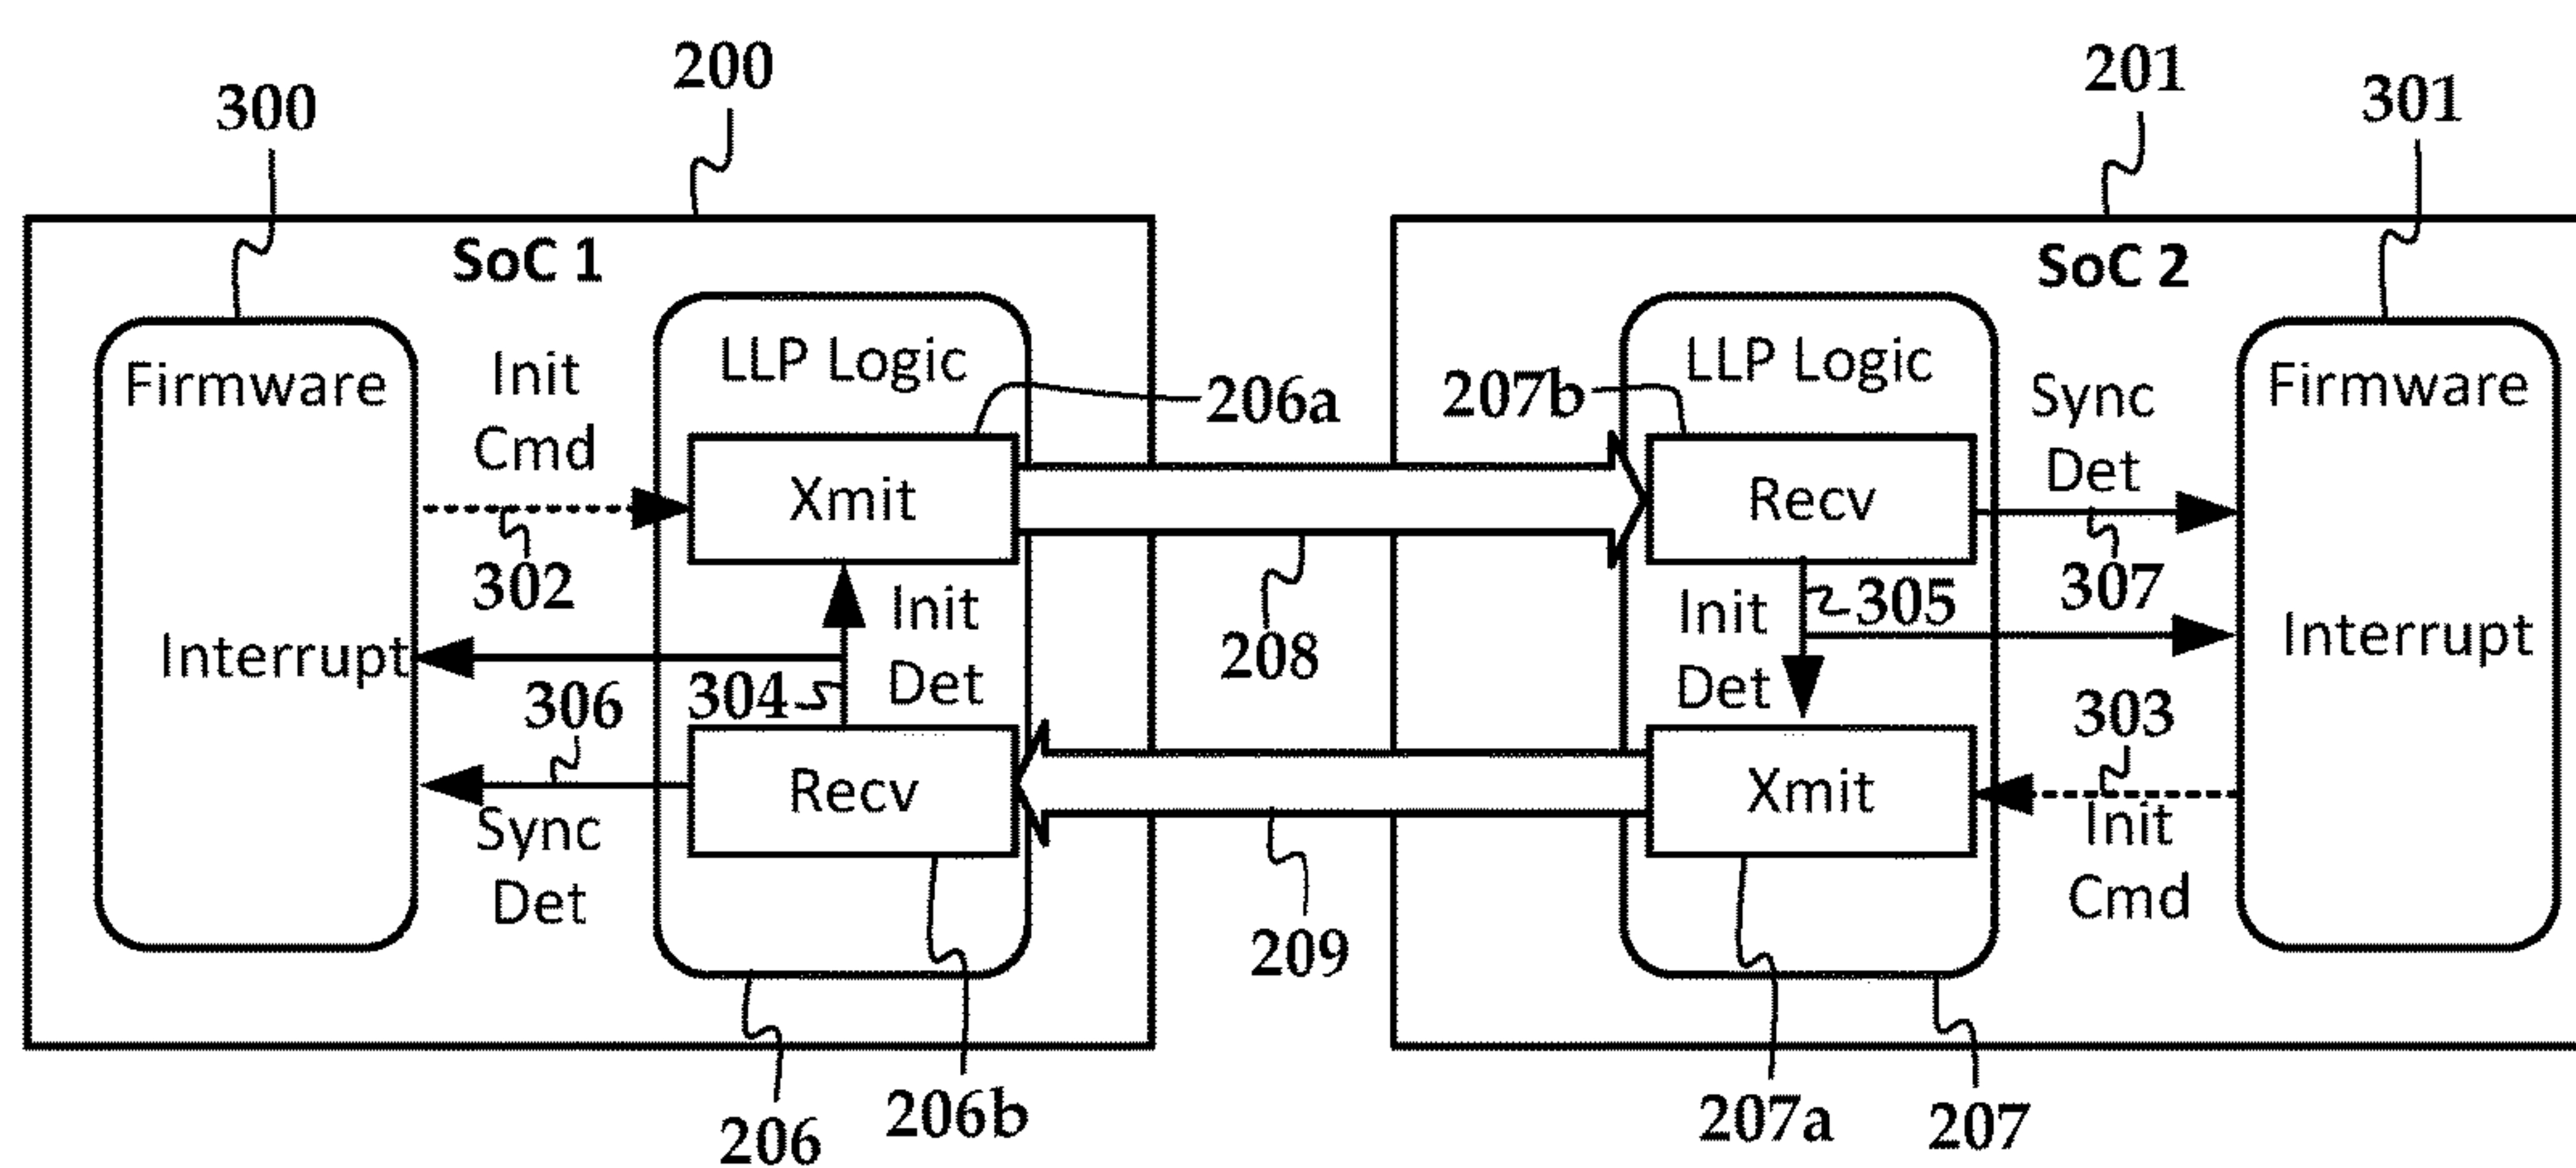 200
201
300
301
SoC 1
SoC 2
Firmware
Init
Cmd
LLP Logic
206a
207b
LLP Logic
Sync
Det
Firmware
Xmit
Recv
302
Init
Det
208
Init
Det
305
307
Interrupt
Interrupt
304
306
303
Recv
Xmit
Sync
Det
Init
Cmd
209
206
206b
207a
207